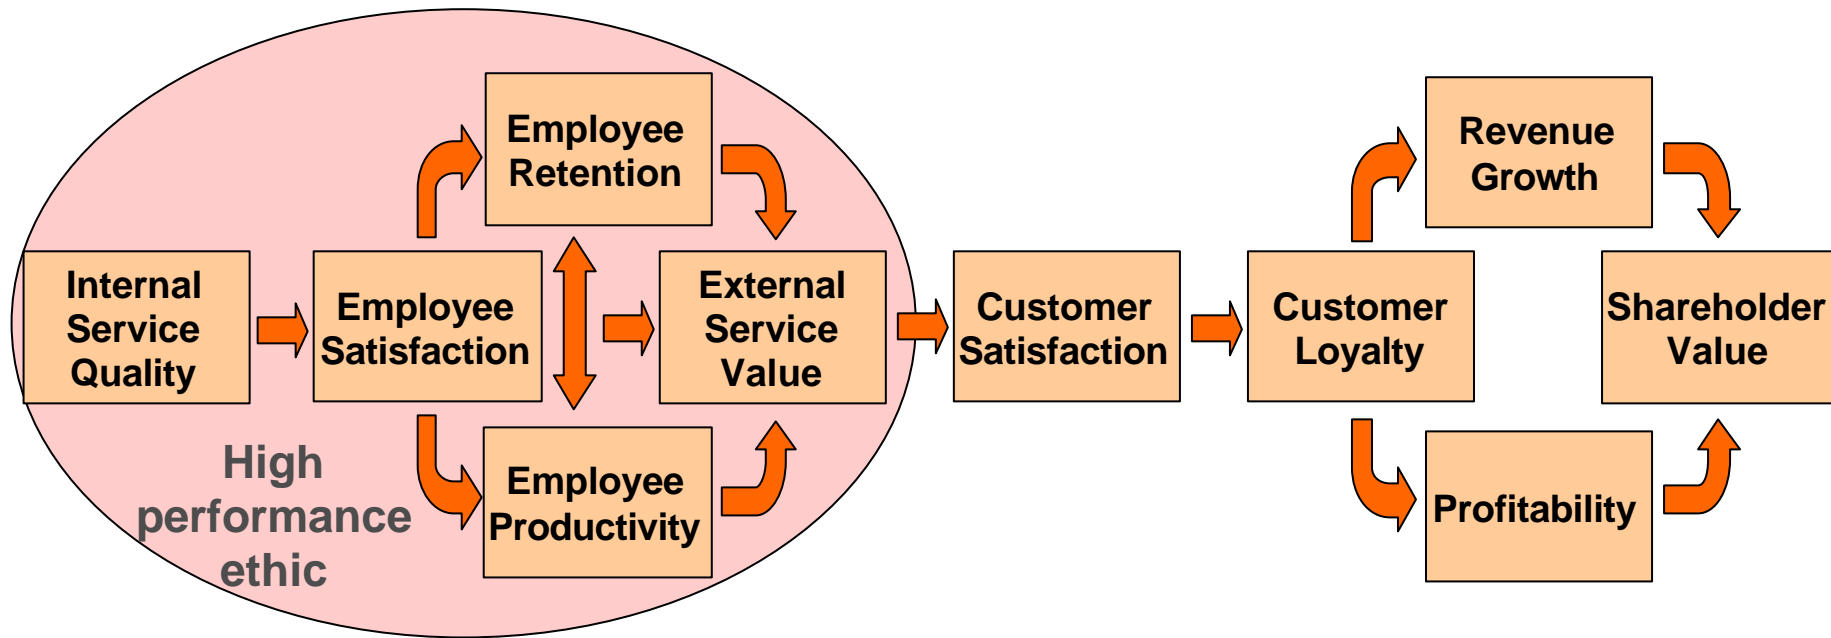 Internal
Service
Quality
Employee
Satisfaction
Employee
Retention
Employee
Productivity
External
Service
Value
High
performance
ethic
Customer
Satisfaction
Customer
Loyalty
Revenue
Growth
Profitability
Shareholder
Value